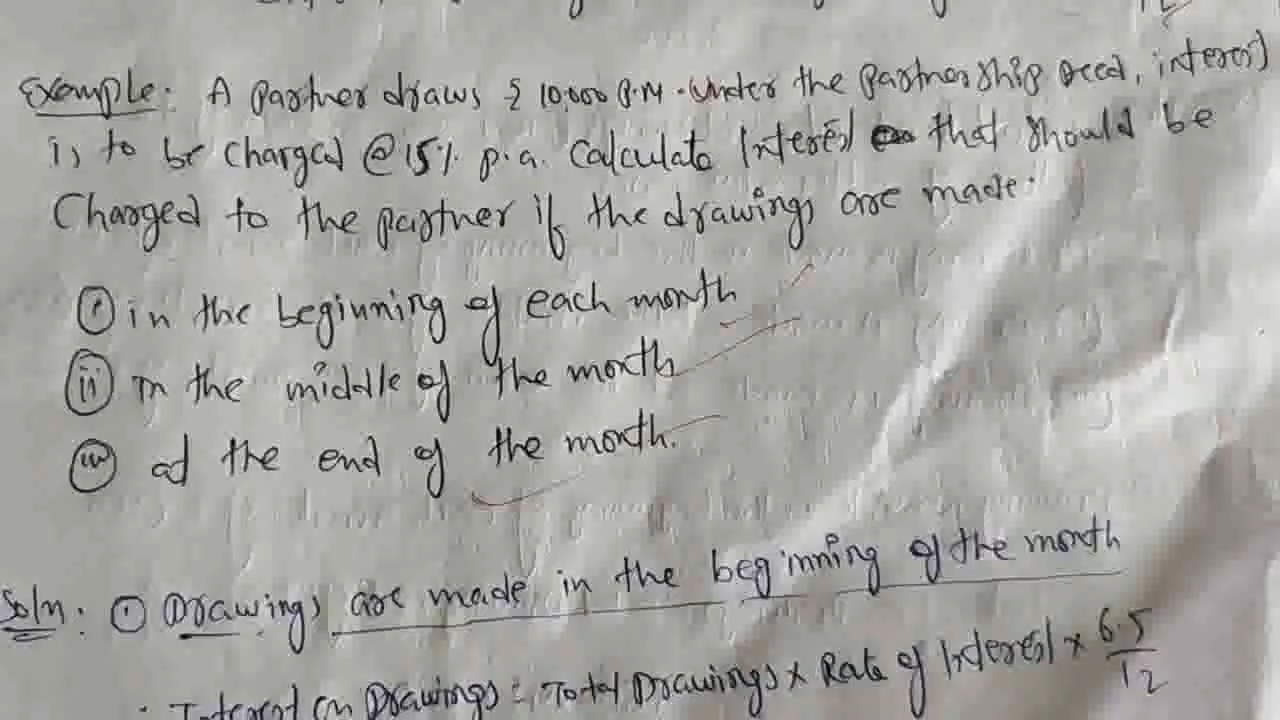 12
Example: A Partner draws ₹ 10,000 P.M. Under the Partnership Deed, interest
is to be charged @ 15% p.a. Calculate Interest that should be
Charged to the partner if the drawings are made.
(i) in the beginning of each month
(ii) in the middle of the month
(iii) at the end of the month.
Soln: (i) Drawings are made in the beginning of the month
Interest on Drawings = Total Drawings x Rate of Interest x 6.5
12